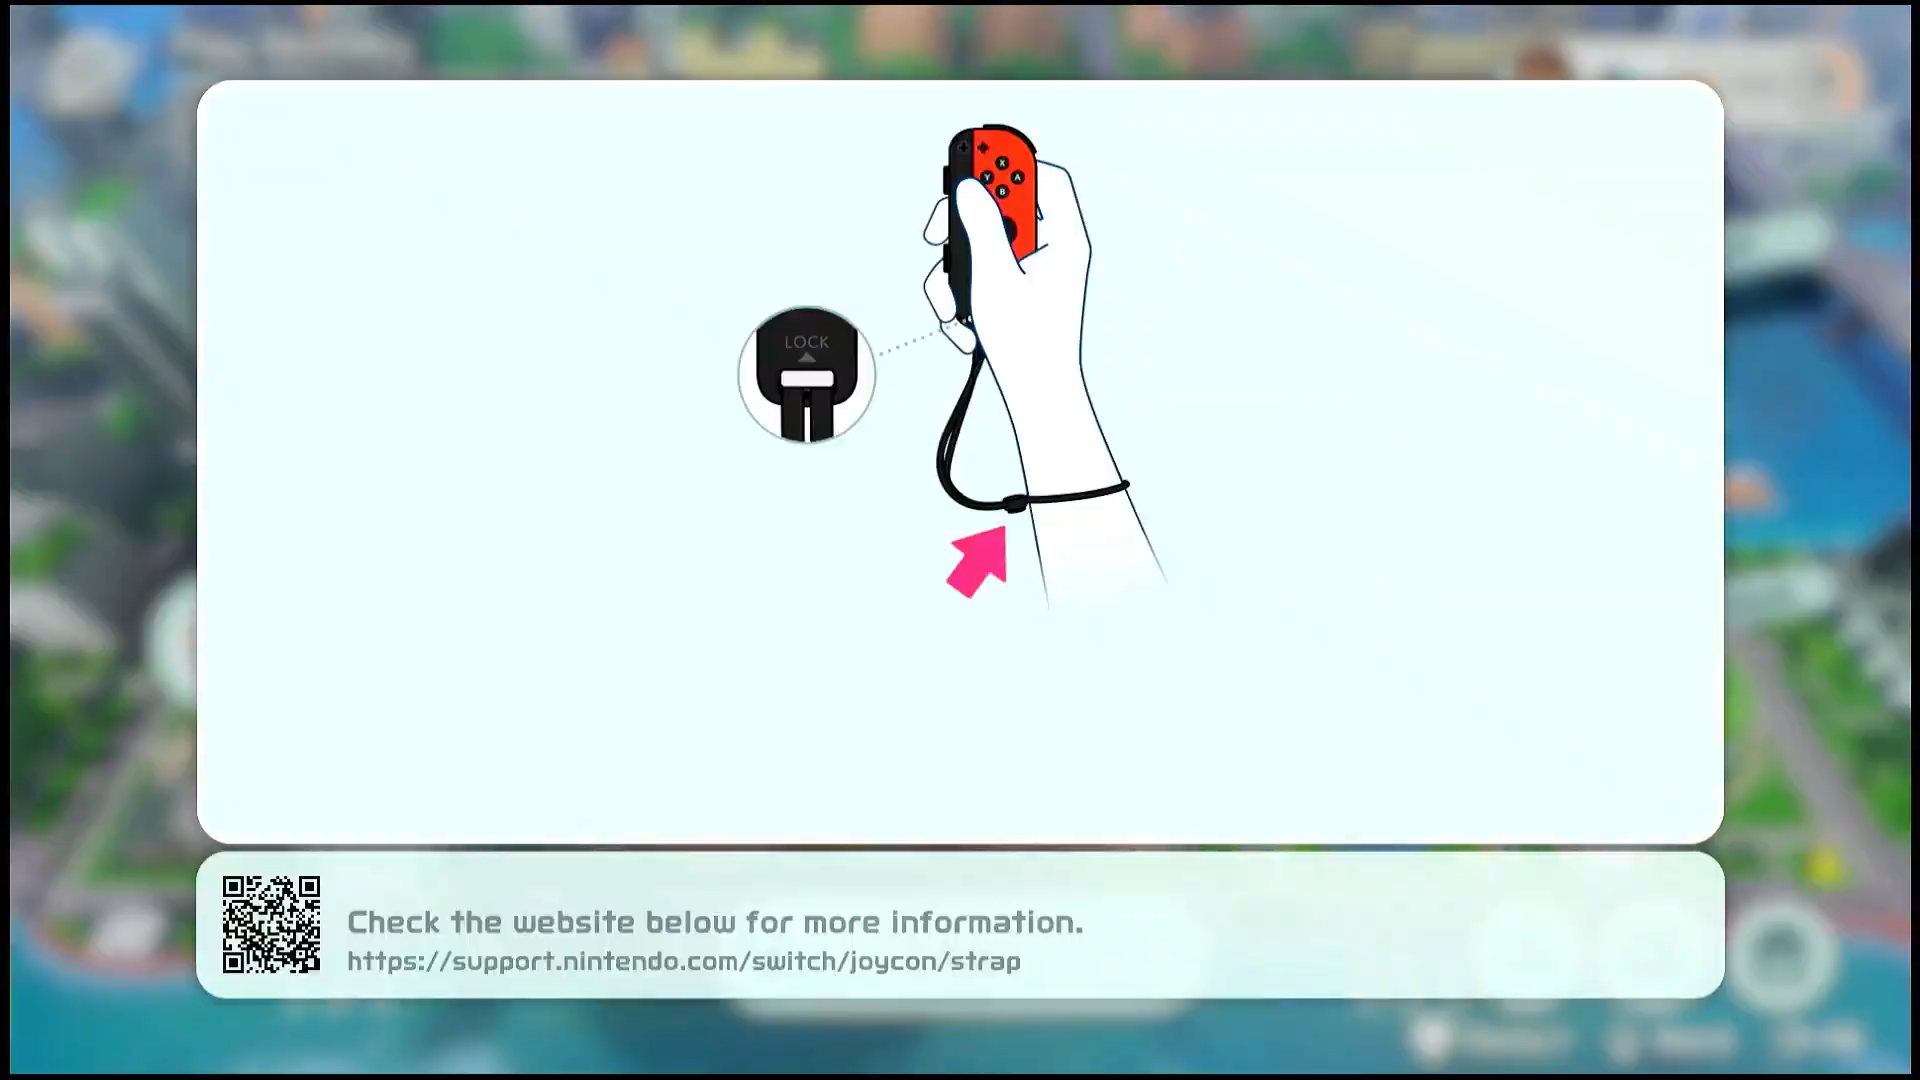 X
Y A
B
LOCK
Check the website below for more information.
https://support.nintendo.com/switch/joycon/strap